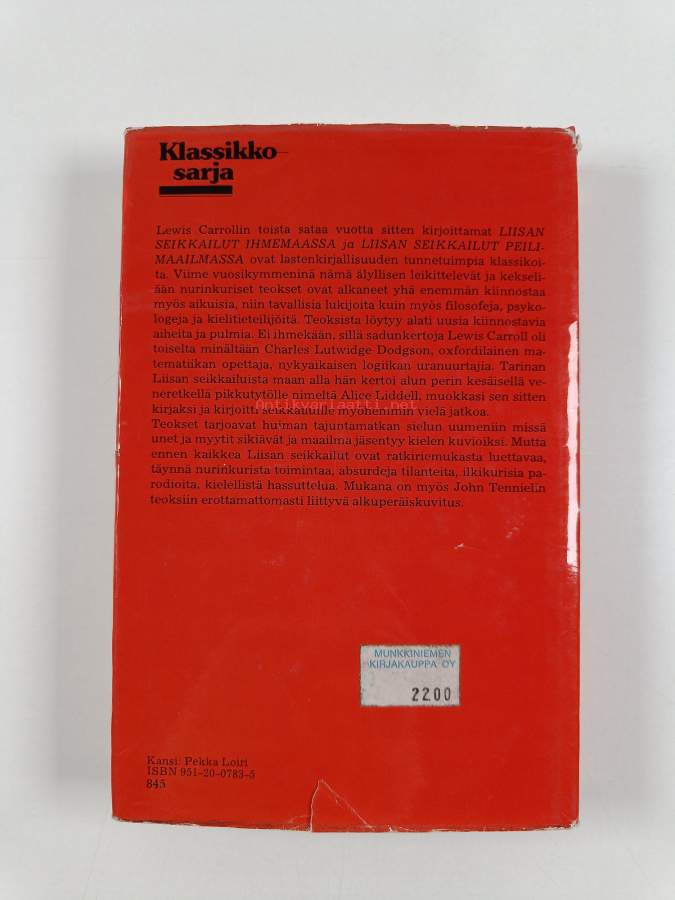 Klassikko-
sarja
Lewis Carrollin toista sataa vuotta sitten kirjoittamat LIISAN
SEIKKAILUT IHMEMAASSA ja LIISAN SEIKKAILUT PEILI-
MAAILMASSA ovat lastenkirjallisuuden tunnetuimpia klassikoi-
ta. Viime vuosikymmeninä nämä älyllisen leikittelevät ja kekseli-
ään nurinkuriset teokset ovat alkaneet yhä enemmän kiinnostaa
myös aikuisia, niin tavallisia lukijoita kuin myös filosofeja, psyko-
logeja ja kielitieteilijöitä. Teoksista löytyy alati uusia kiinnostavia
aiheita ja pulmia. Ei ihmekään, sillä sadunkertoja Lewis Carroll oli
toiselta minältään Charles Lutwidge Dodgson, oxfordilainen ma-
tematiikan opettaja, nykyaikaisen logiikan uranuurtajia. Tarinan
Liisan seikkailuista maan alla hän kertoi alun perin kesäisellä ve-
neretkellä pikkutytölle nimeltä Alice Liddell, muokkasi sen sitten
kirjaksi ja kirjoitti seikkailuille myöhemmin vielä jatkoa.
Antikvariaatti.net
Teokset tarjoavat huiman tajuntamatkan sielun uumeniin missä
unet ja myytit sikiävät ja maailma jäsentyy kielen kuvioiksi. Mutta
ennen kaikkea Liisan seikkailut ovat ratkiriemukasta luettavaa,
täynnä nurinkurista toimintaa, absurdeja tilanteita, ilkikurisia pa-
rodioita, kielellistä hassuttelua. Mukana on myös John Tennielin
teoksiin erottamattomasti liittyvä alkuperäiskuvitus.
MUNKKINIEMEN
KIRJAKAUPPA OY
2200
Kansi: Pekka Loiri
ISBN 951-20-0783-5
845